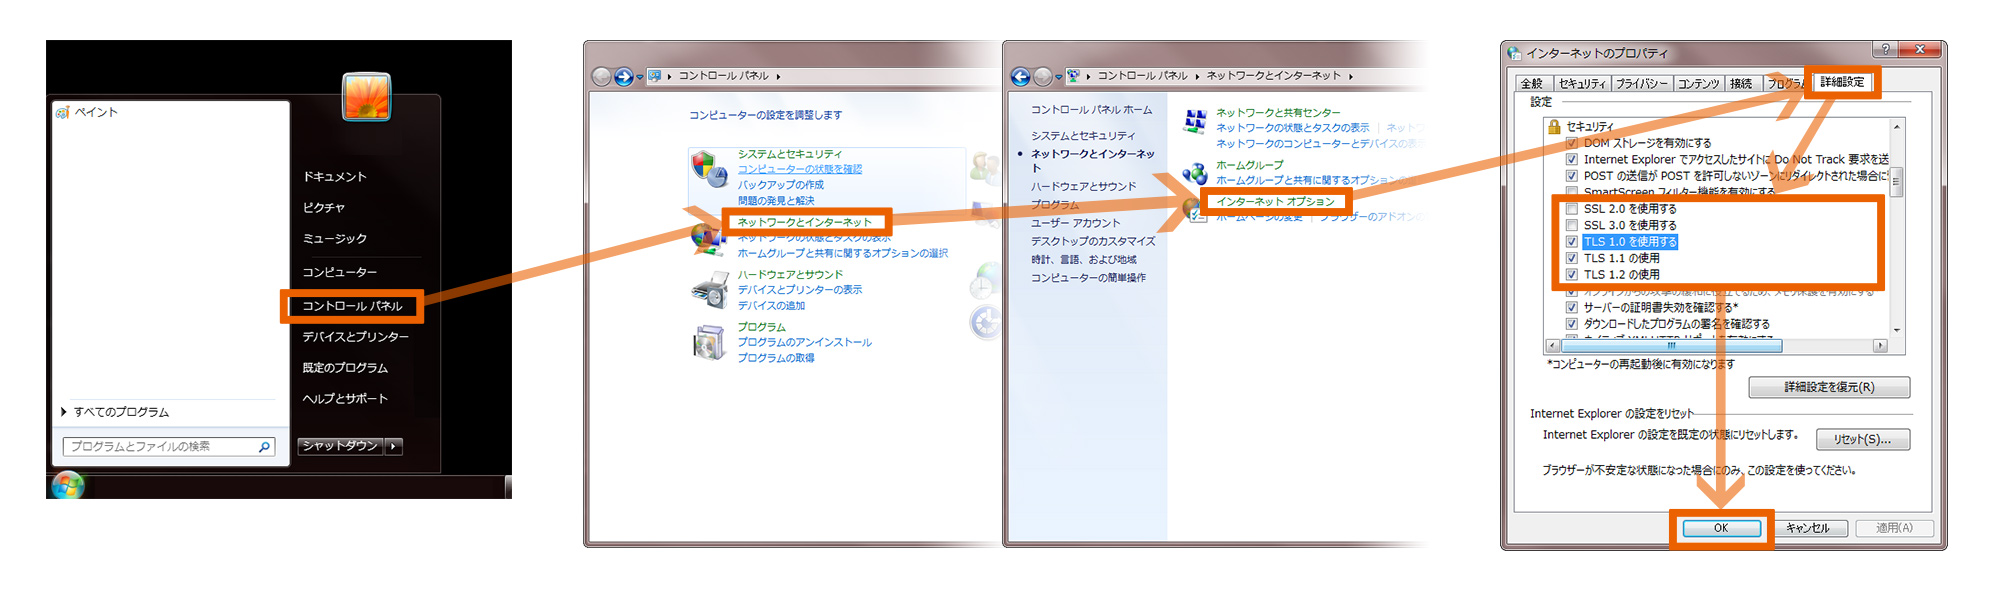 ペイント
ドキュメント
ピクチャ
ミュージック
コンピューター
コントロール パネル
デバイスとプリンター
既定のプログラム
ヘルプとサポート
すべてのプログラム
プログラムとファイルの検索
シャットダウン
コントロール パネル
コンピューターの設定を調整します
システムとセキュリティ
コンピューターの状態を確認
バックアップの作成
問題の発見と解決
ネットワークとインターネット
ネットワークの状態とタスクの表示
ホームグループと共有に関するオプションの選択
ハードウェアとサウンド
デバイスとプリンターの表示
デバイスの追加
プログラム
プログラムのアンインストール
プログラムの取得
コントロール パネル ネットワークとインターネット
コントロール パネル ホーム
システムとセキュリティ
ネットワークとインターネッ
ト
ハードウェアとサウンド
プログラム
ユーザー アカウント
デスクトップのカスタマイズ
時計、言語、および地域
コンピューターの簡単操作
ネットワークと共有センター
ネットワークの状態とタスクの表示 ネットワ
ネットワークのコンピューターとデバイスの表
ホームグループ
ホームグループと共有に関するオプションの
インターネット オプション
ホームページの変更 ブラウザーのアドオンの
インターネットのプロパティ
全般 セキュリティ プライバシー コンテンツ 接続 プログラム 詳細設定
設定
セキュリティ
DOM ストレージを有効にする
Internet Explorer でアクセスしたサイトに Do Not Track 要求を送
POST の送信が POST を許可しないゾーンにリダイレクトされた場合に
SmartScreen フィルター機能を有効にする
SSL 2.0 を使用する
SSL 3.0 を使用する
TLS 1.0 を使用する
TLS 1.1 の使用
TLS 1.2 の使用
オンラインからの攻撃の緩和に役立てるため、メモリ保護を有効にする
サーバーの証明書失効を確認する*
ダウンロードしたプログラムの署名を確認する
*コンピューターの再起動後に有効になります
詳細設定を復元(R)
Internet Explorer の設定をリセット
Internet Explorer の設定を既定の状態にリセットします。
リセット(S)...
ブラウザーが不安定な状態になった場合にのみ、この設定を使ってください。
OK キャンセル 適用(A)